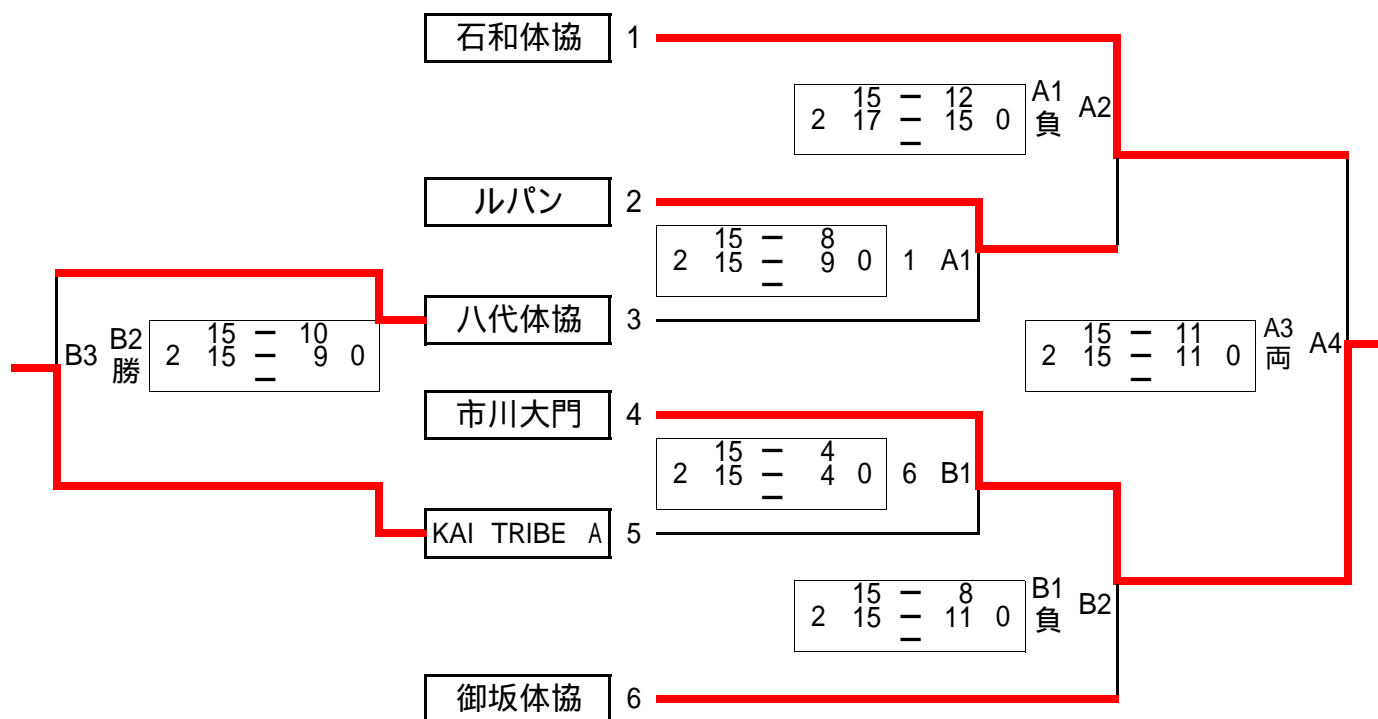 石和体協 1
15 ー 12
2 17 ー 15 0
ー
A1
負
A2
ルパン 2
15 ー 8
2 15 ー 9 0
ー
1 A1
八代体協 3
B3
B2
勝
15 ー 10
2 15 ー 9 0
ー
15 ー 11
2 15 ー 11 0
ー
A3
両
A4
市川大門 4
15 ー 4
2 15 ー 4 0
ー
6 B1
KAI TRIBE A 5
15 ー 8
2 15 ー 11 0
ー
B1
負
B2
御坂体協 6